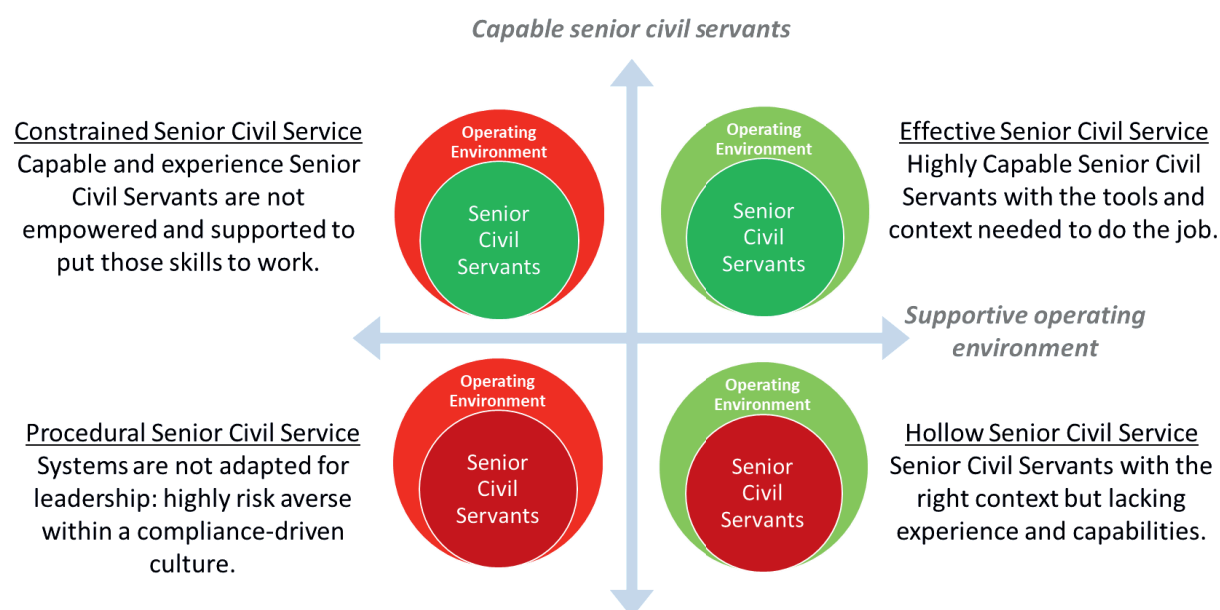 Capable senior civil servants
Constrained Senior Civil Service
Capable and experience Senior
Civil Servants are not
empowered and supported to
put those skills to work.
Operating
Environment
Senior
Civil
Servants
Operating
Environment
Senior
Civil
Servants
Effective Senior Civil Service
Highly Capable Senior Civil
Servants with the tools and
context needed to do the job.
Supportive operating
environment
Procedural Senior Civil Service
Systems are not adapted for
leadership: highly risk averse
within a compliance-driven
culture.
Operating
Environment
Senior
Civil
Servants
Operating
Environment
Senior
Civil
Servants
Hollow Senior Civil Service
Senior Civil Servants with the
right context but lacking
experience and capabilities.